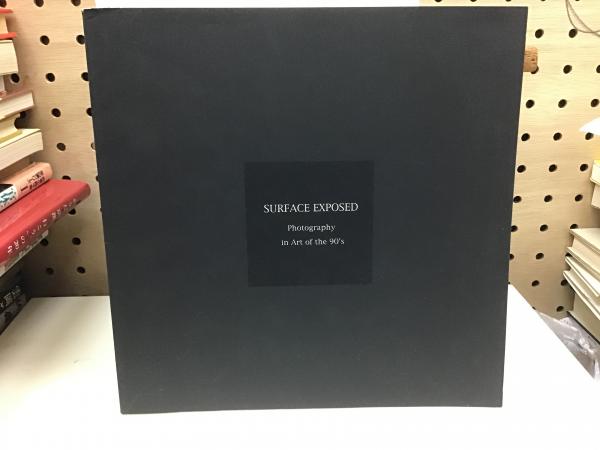 SURFACE EXPOSED
Photography
in Art of the 90's